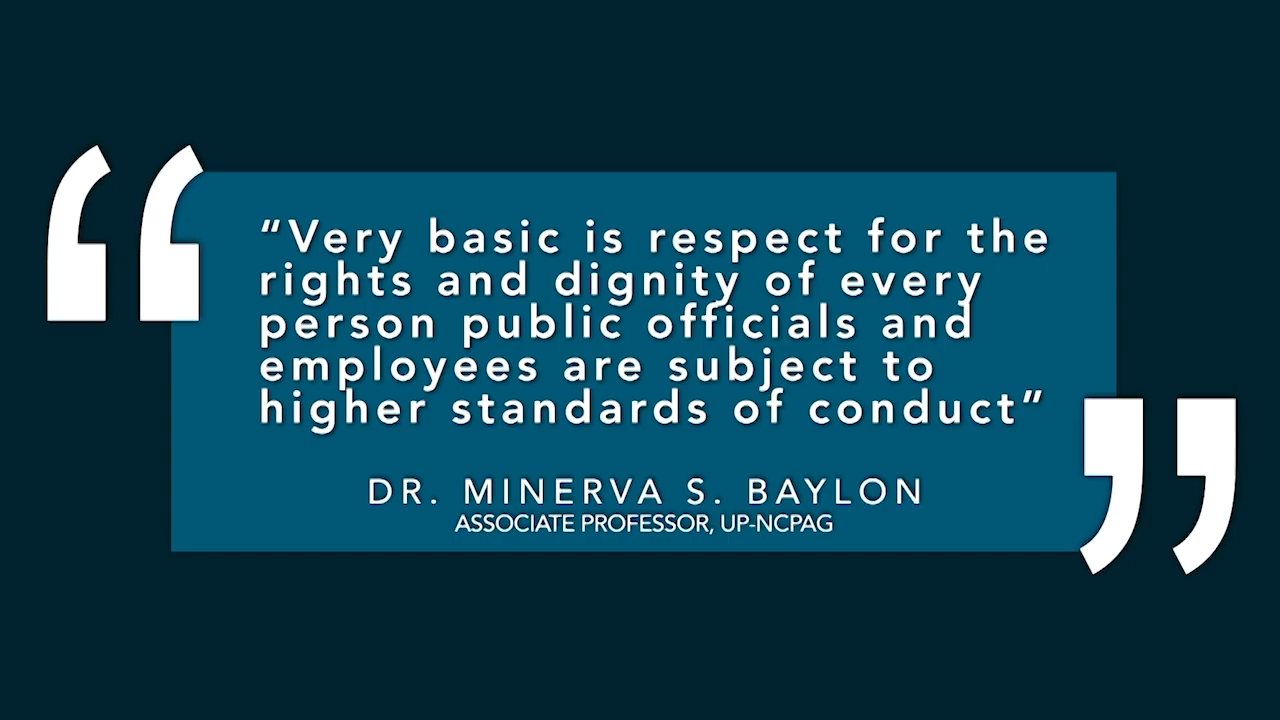 “Very basic is respect for the
rights and dignity of every
person public officials and
employees are subject to
higher standards of conduct”
DR. MINERVA S. BAYLON
ASSOCIATE PROFESSOR, UP-NCPAG